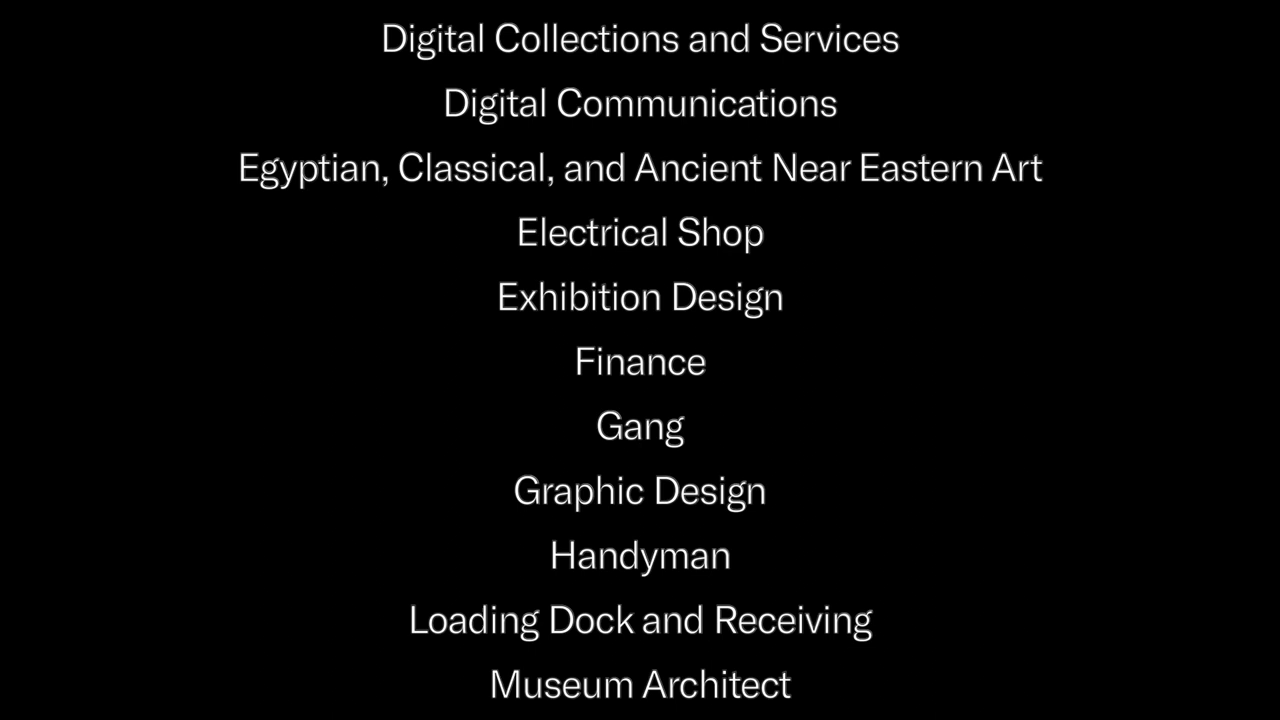 Digital Collections and Services
Digital Communications
Egyptian, Classical, and Ancient Near Eastern Art
Electrical Shop
Exhibition Design
Finance
Gang
Graphic Design
Handyman
Loading Dock and Receiving
Museum Architect